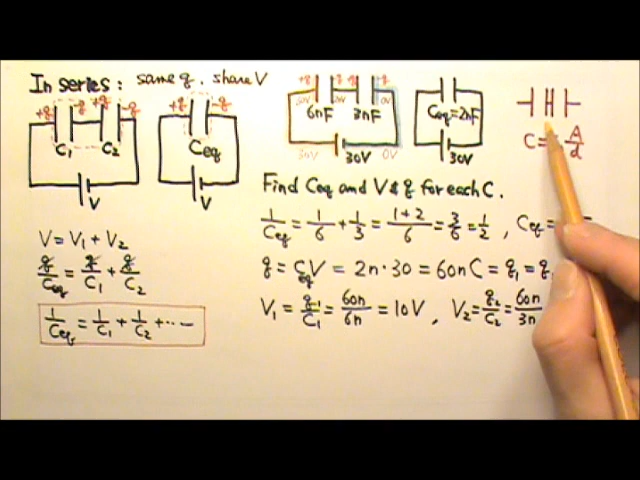 In series: same q, share V
+q -q +q -q
C1 C2
V
+q -q
Ceq
V
V = V1 + V2
q/Ceq = q/C1 + q/C2
1/Ceq = 1/C1 + 1/C2 + ...
+q -q +q -q
30V 0V
6nF 3nF
30V 30V 0V
Ceq=2nF
30V
C = A/d
Find Ceq and V & q for each C.
1/Ceq = 1/6 + 1/3 = (1+2)/6 = 3/6 = 1/2, Ceq =
q = CeqV = 2n·30 = 60nC = q1 = q
V1 = q1/C1 = 60n/6n = 10V, V2 = q2/C2 = 60n/3n